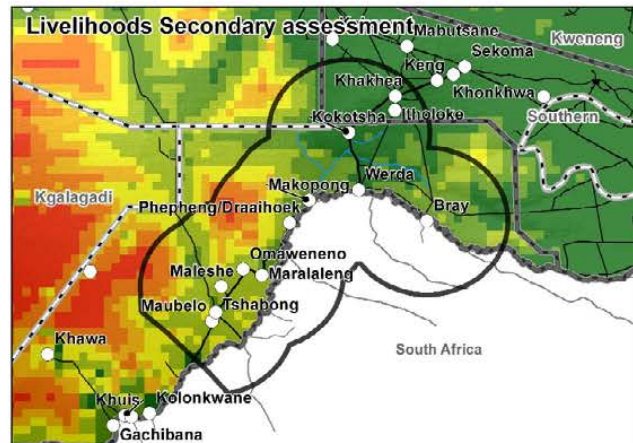 Livelihoods Secondary assessment
Mabutsane
Kweneng
Keng
Sekoma
Khakhea
Khonkhwa
Itholoke
Southern
Kokotsha
Kgalagadi
Makopong
Werda
Phepheng/Draaihoek
Bray
Omaweneno
Maleshe
Maralaleng
Tshabong
Maubelo
South Africa
Khawa
Khuis
Kolonkwane
Gachibana